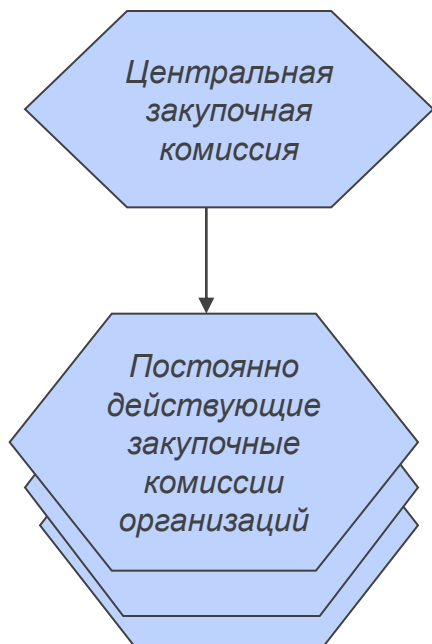 Центральная
закупочная
комиссия
Постоянно
действующие
закупочные
комиссии
организаций